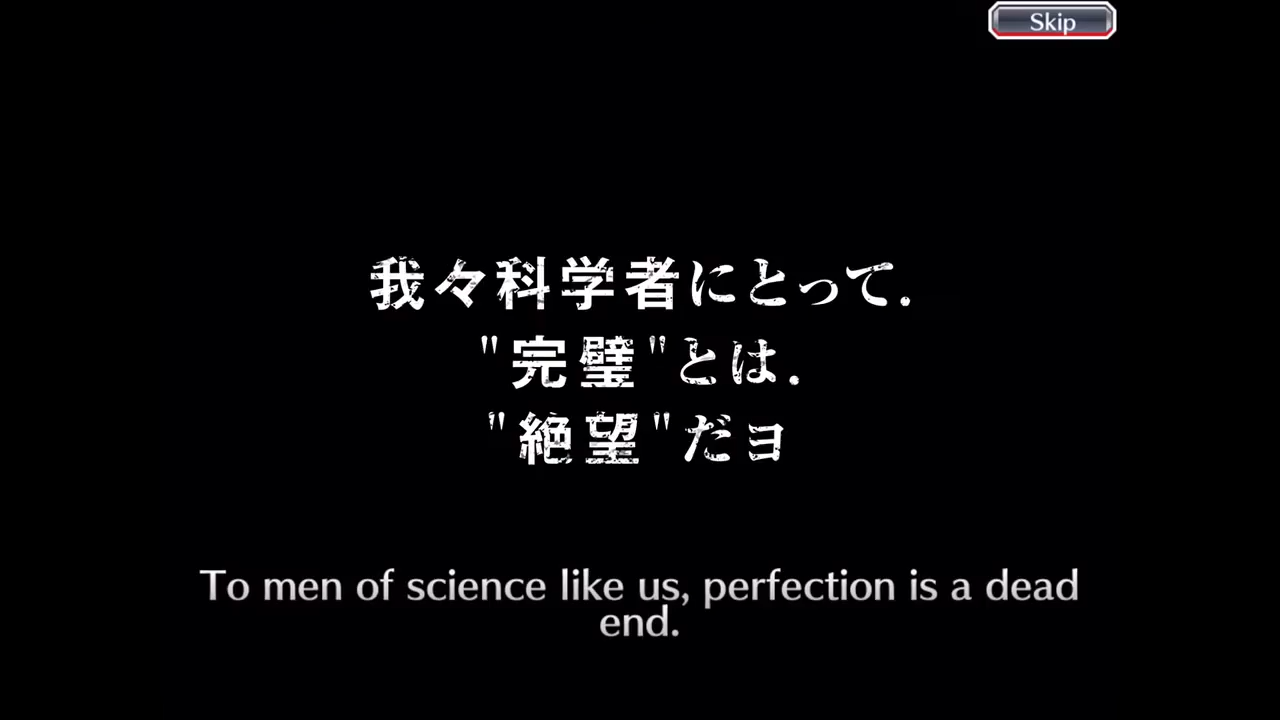 Skip
我々科学者にとって.
"完璧"とは.
"絶望"だヨ
To men of science like us, perfection is a dead
end.